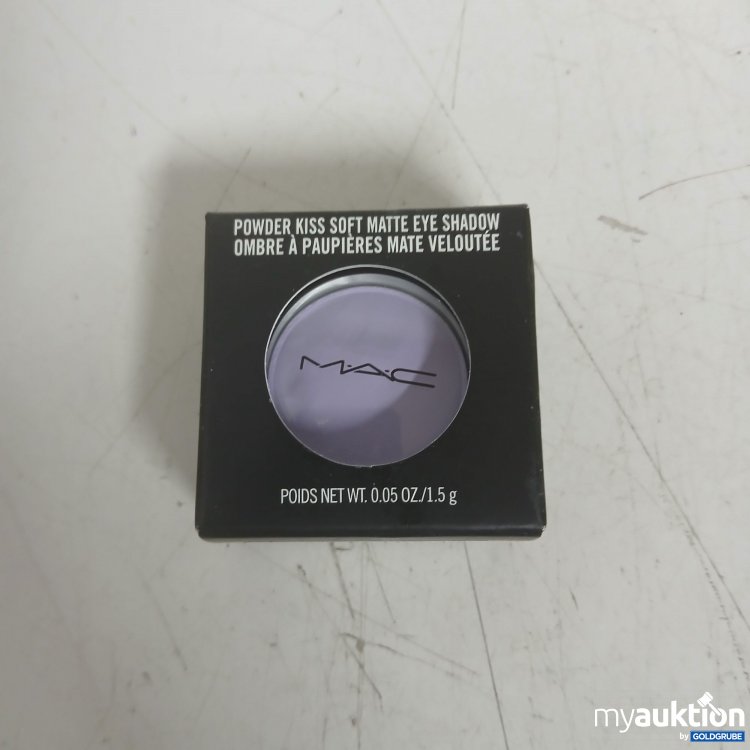 POWDER KISS SOFT MATTE EYE SHADOW
OMBRE À PAUPIÈRES MATE VELOUTÉE
M·A·C
POIDS NET WT. 0.05 OZ./1.5 g
myauktion
by GOLDGRUBE